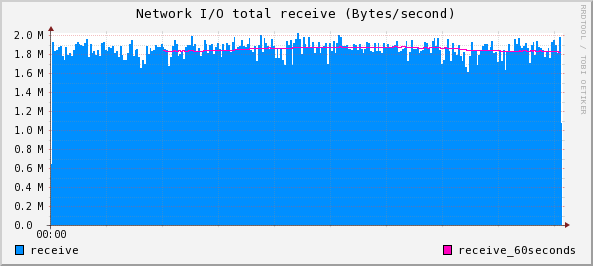 Network I/O total receive (Bytes/second)
RRDTOOL / TOBI OETIKER
2.0 M
1.8 M
1.6 M
1.4 M
1.2 M
1.0 M
0.8 M
0.6 M
0.4 M
0.2 M
0.0
00:00
receive
receive_60seconds